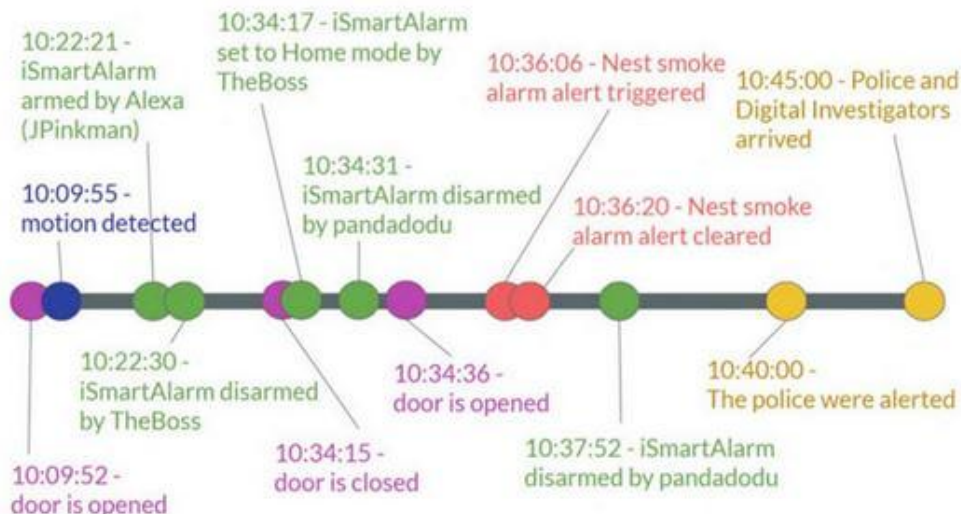 10:22:21 -
iSmartAlarm
armed by Alexa
(JPinkman)
10:34:17 - iSmartAlarm
set to Home mode by
TheBoss
10:36:06 - Nest smoke
alarm alert triggered
10:45:00 - Police and
Digital Investigators
arrived
10:09:55 -
motion detected
10:34:31 -
iSmartAlarm disarmed
by pandadodu
10:36:20 - Nest smoke
alarm alert cleared
10:22:30 -
iSmartAlarm disarmed
by TheBoss
10:34:36 -
door is opened
10:40:00 -
The police were alerted
10:09:52 -
door is opened
10:34:15 -
door is closed
10:37:52 - iSmartAlarm
disarmed by pandadodu